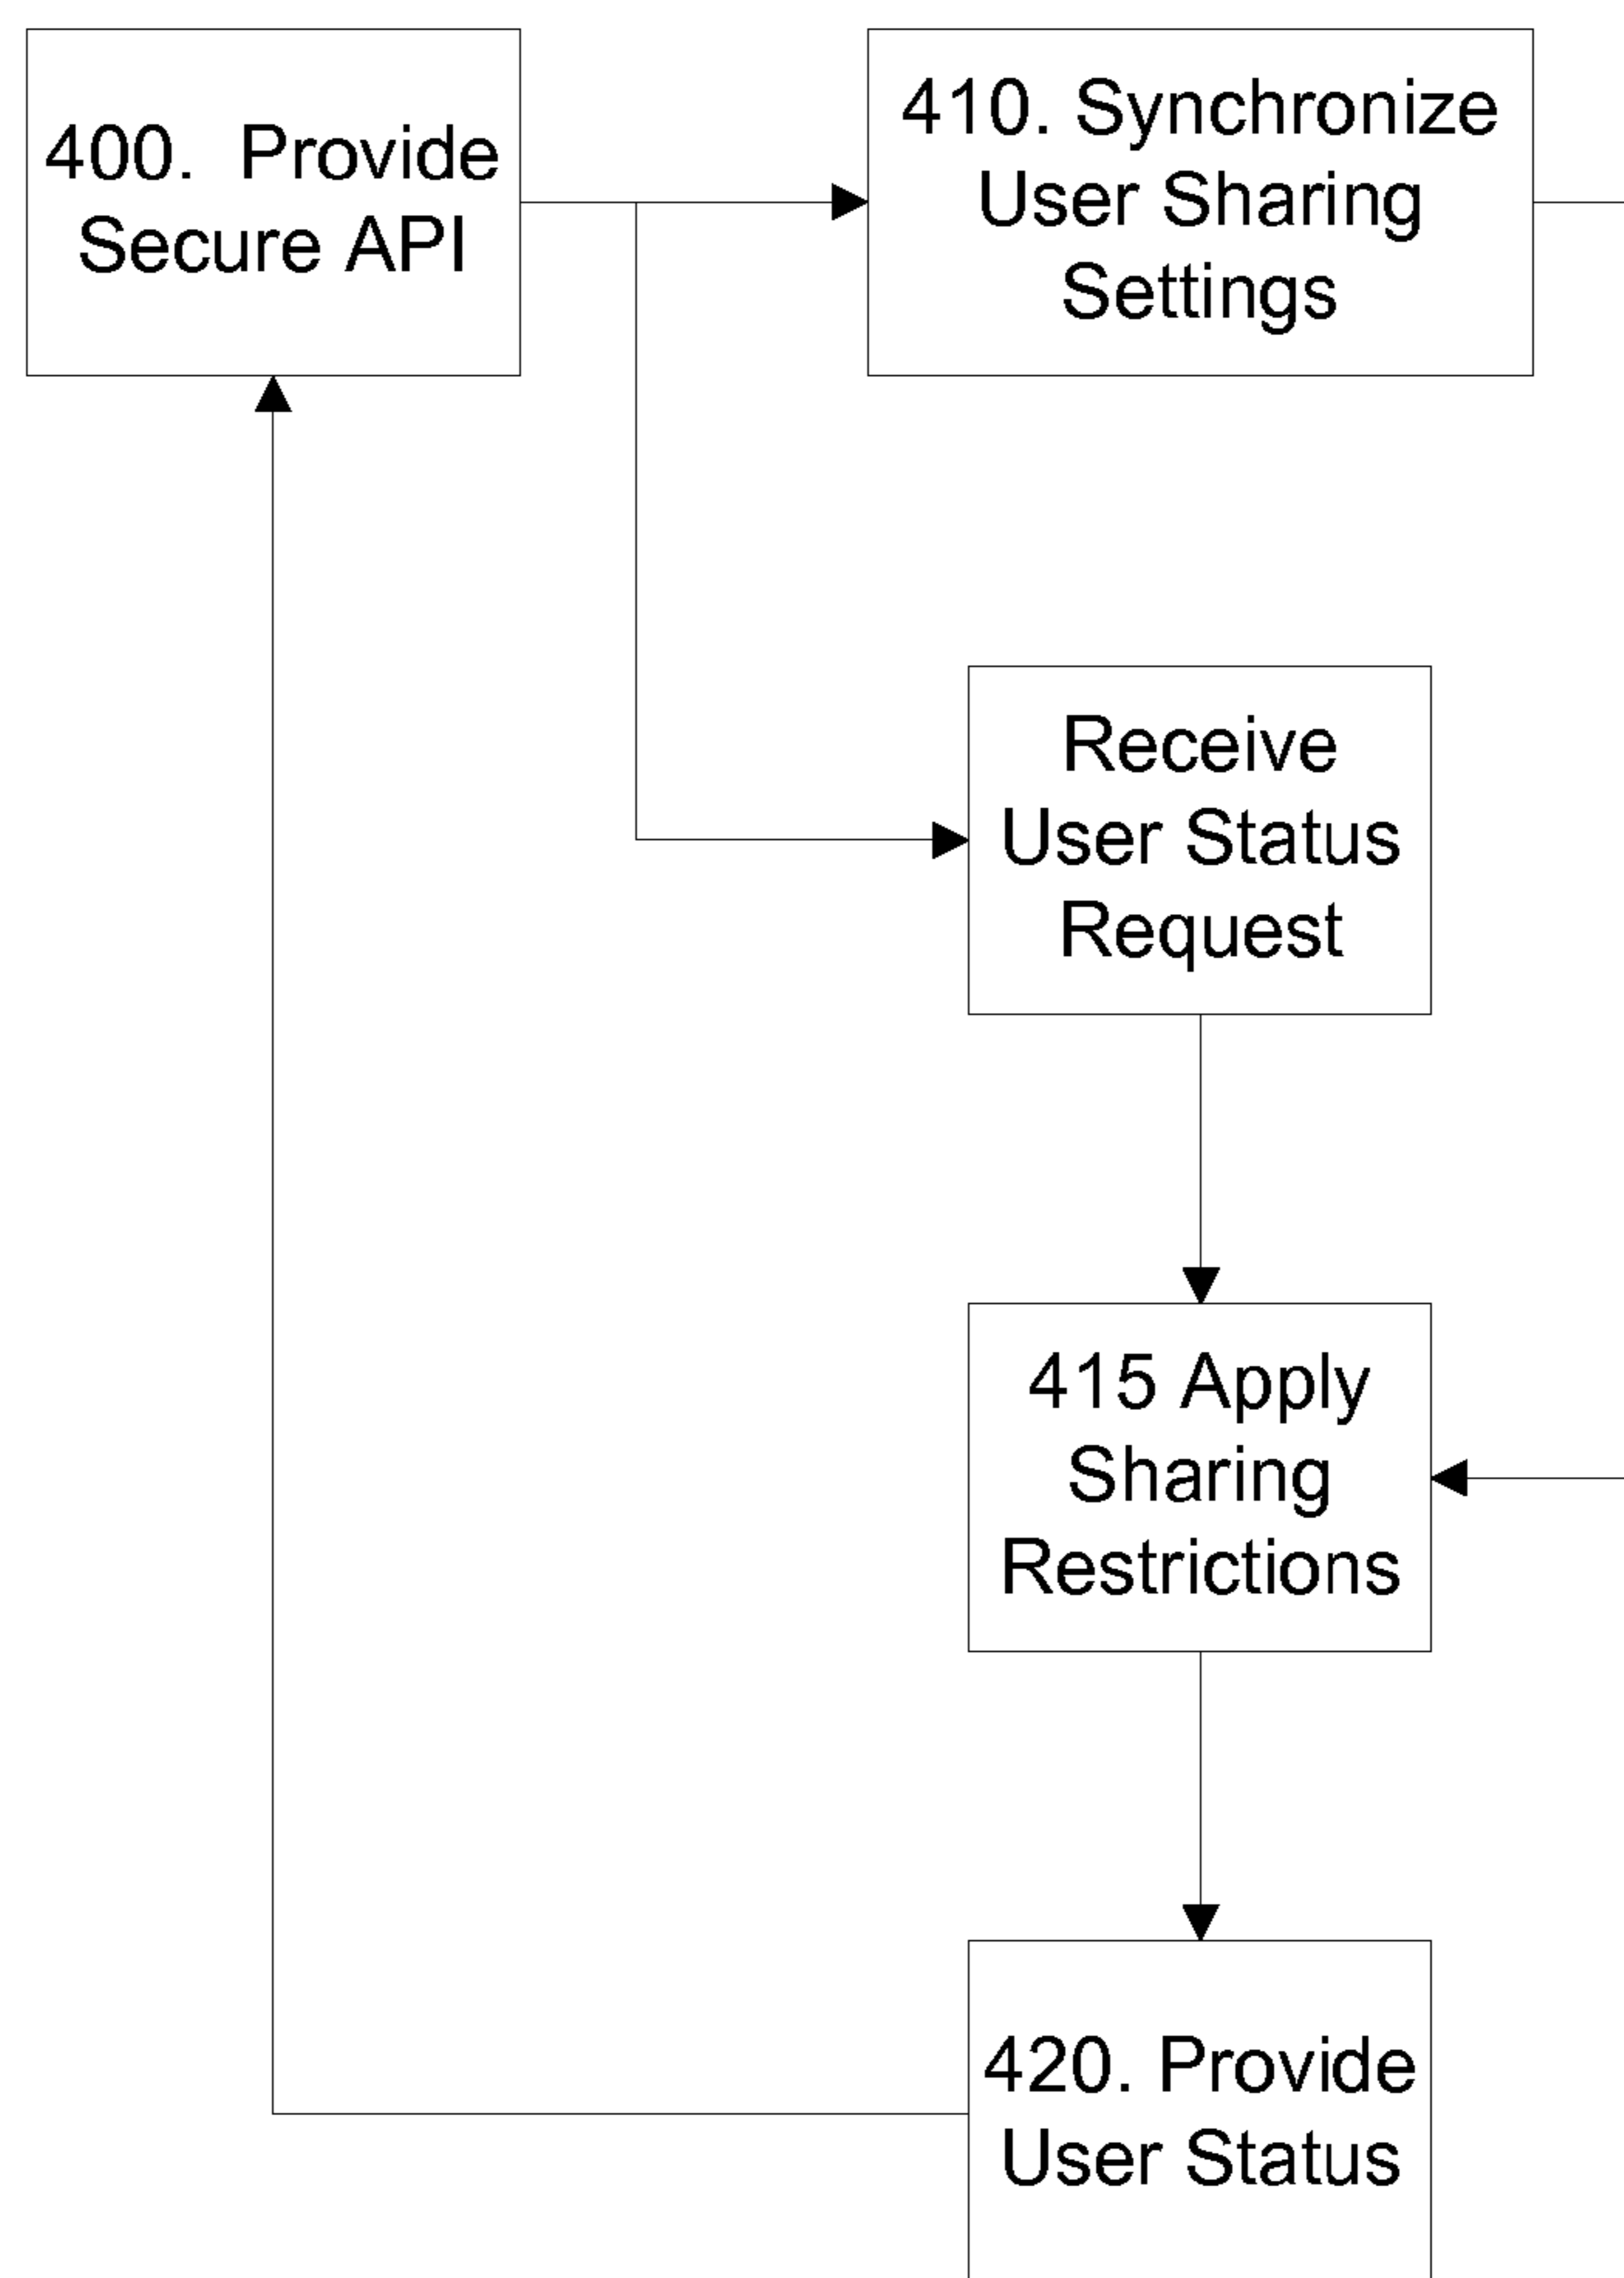 400.  Provide
Secure API
410. Synchronize
User Sharing
Settings
Receive
User Status
Request
415 Apply
Sharing
Restrictions
420. Provide
User Status